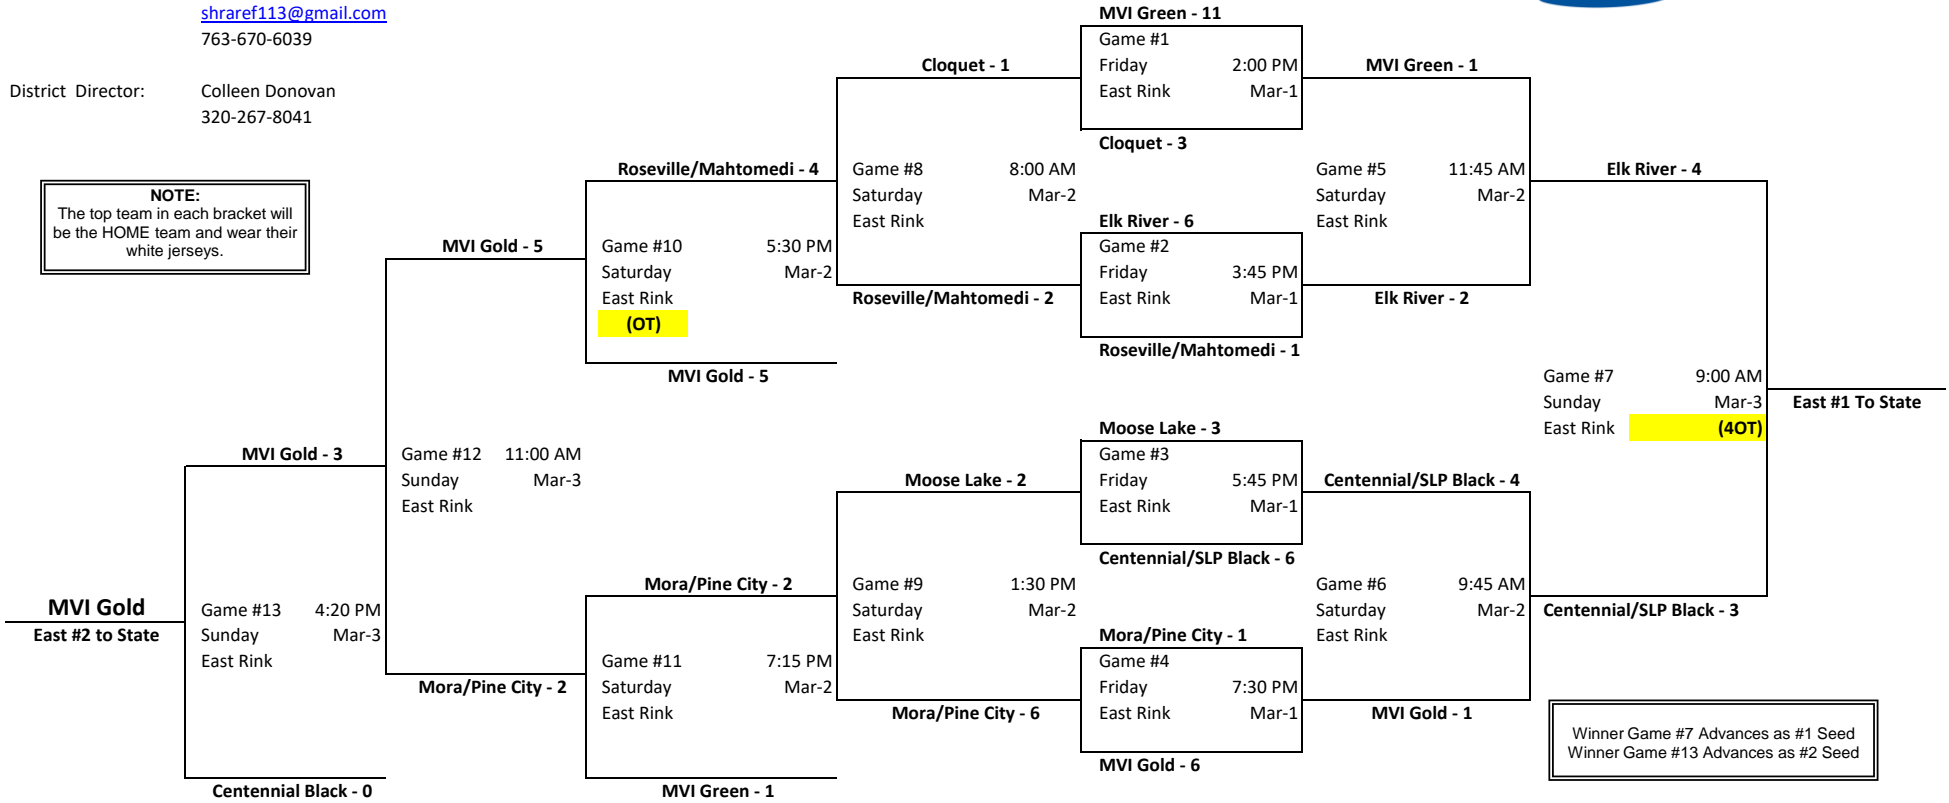 shraref113@gmail.com
763-670-6039
District Director: Colleen Donovan
320-267-8041
NOTE:
The top team in each bracket will
be the HOME team and wear their
white jerseys.
MVI Gold
East #2 to State
MVI Gold - 3
Game #13 4:20 PM
Sunday Mar-3
East Rink
Centennial Black - 0
MVI Gold - 5
Game #12 11:00 AM
Sunday Mar-3
East Rink
Mora/Pine City - 2
Roseville/Mahtomedi - 4
Game #10 5:30 PM
Saturday Mar-2
East Rink
(OT)
MVI Gold - 5
Mora/Pine City - 2
Game #11 7:15 PM
Saturday Mar-2
East Rink
MVI Green - 1
Cloquet - 1
Game #8 8:00 AM
Saturday Mar-2
East Rink
Roseville/Mahtomedi - 2
Moose Lake - 2
Game #9 1:30 PM
Saturday Mar-2
East Rink
Mora/Pine City - 6
MVI Green - 11
Game #1
Friday 2:00 PM
East Rink Mar-1
Cloquet - 3
Elk River - 6
Game #2
Friday 3:45 PM
East Rink Mar-1
Roseville/Mahtomedi - 1
Moose Lake - 3
Game #3
Friday 5:45 PM
East Rink Mar-1
Centennial/SLP Black - 6
Mora/Pine City - 1
Game #4
Friday 7:30 PM
East Rink Mar-1
MVI Gold - 6
MVI Green - 1
Game #5 11:45 AM
Saturday Mar-2
East Rink
Elk River - 2
Centennial/SLP Black - 4
Game #6 9:45 AM
Saturday Mar-2
East Rink
MVI Gold - 1
Elk River - 4
Game #7 9:00 AM
Sunday Mar-3
East Rink (4OT)
Centennial/SLP Black - 3
East #1 To State
Winner Game #7 Advances as #1 Seed
Winner Game #13 Advances as #2 Seed